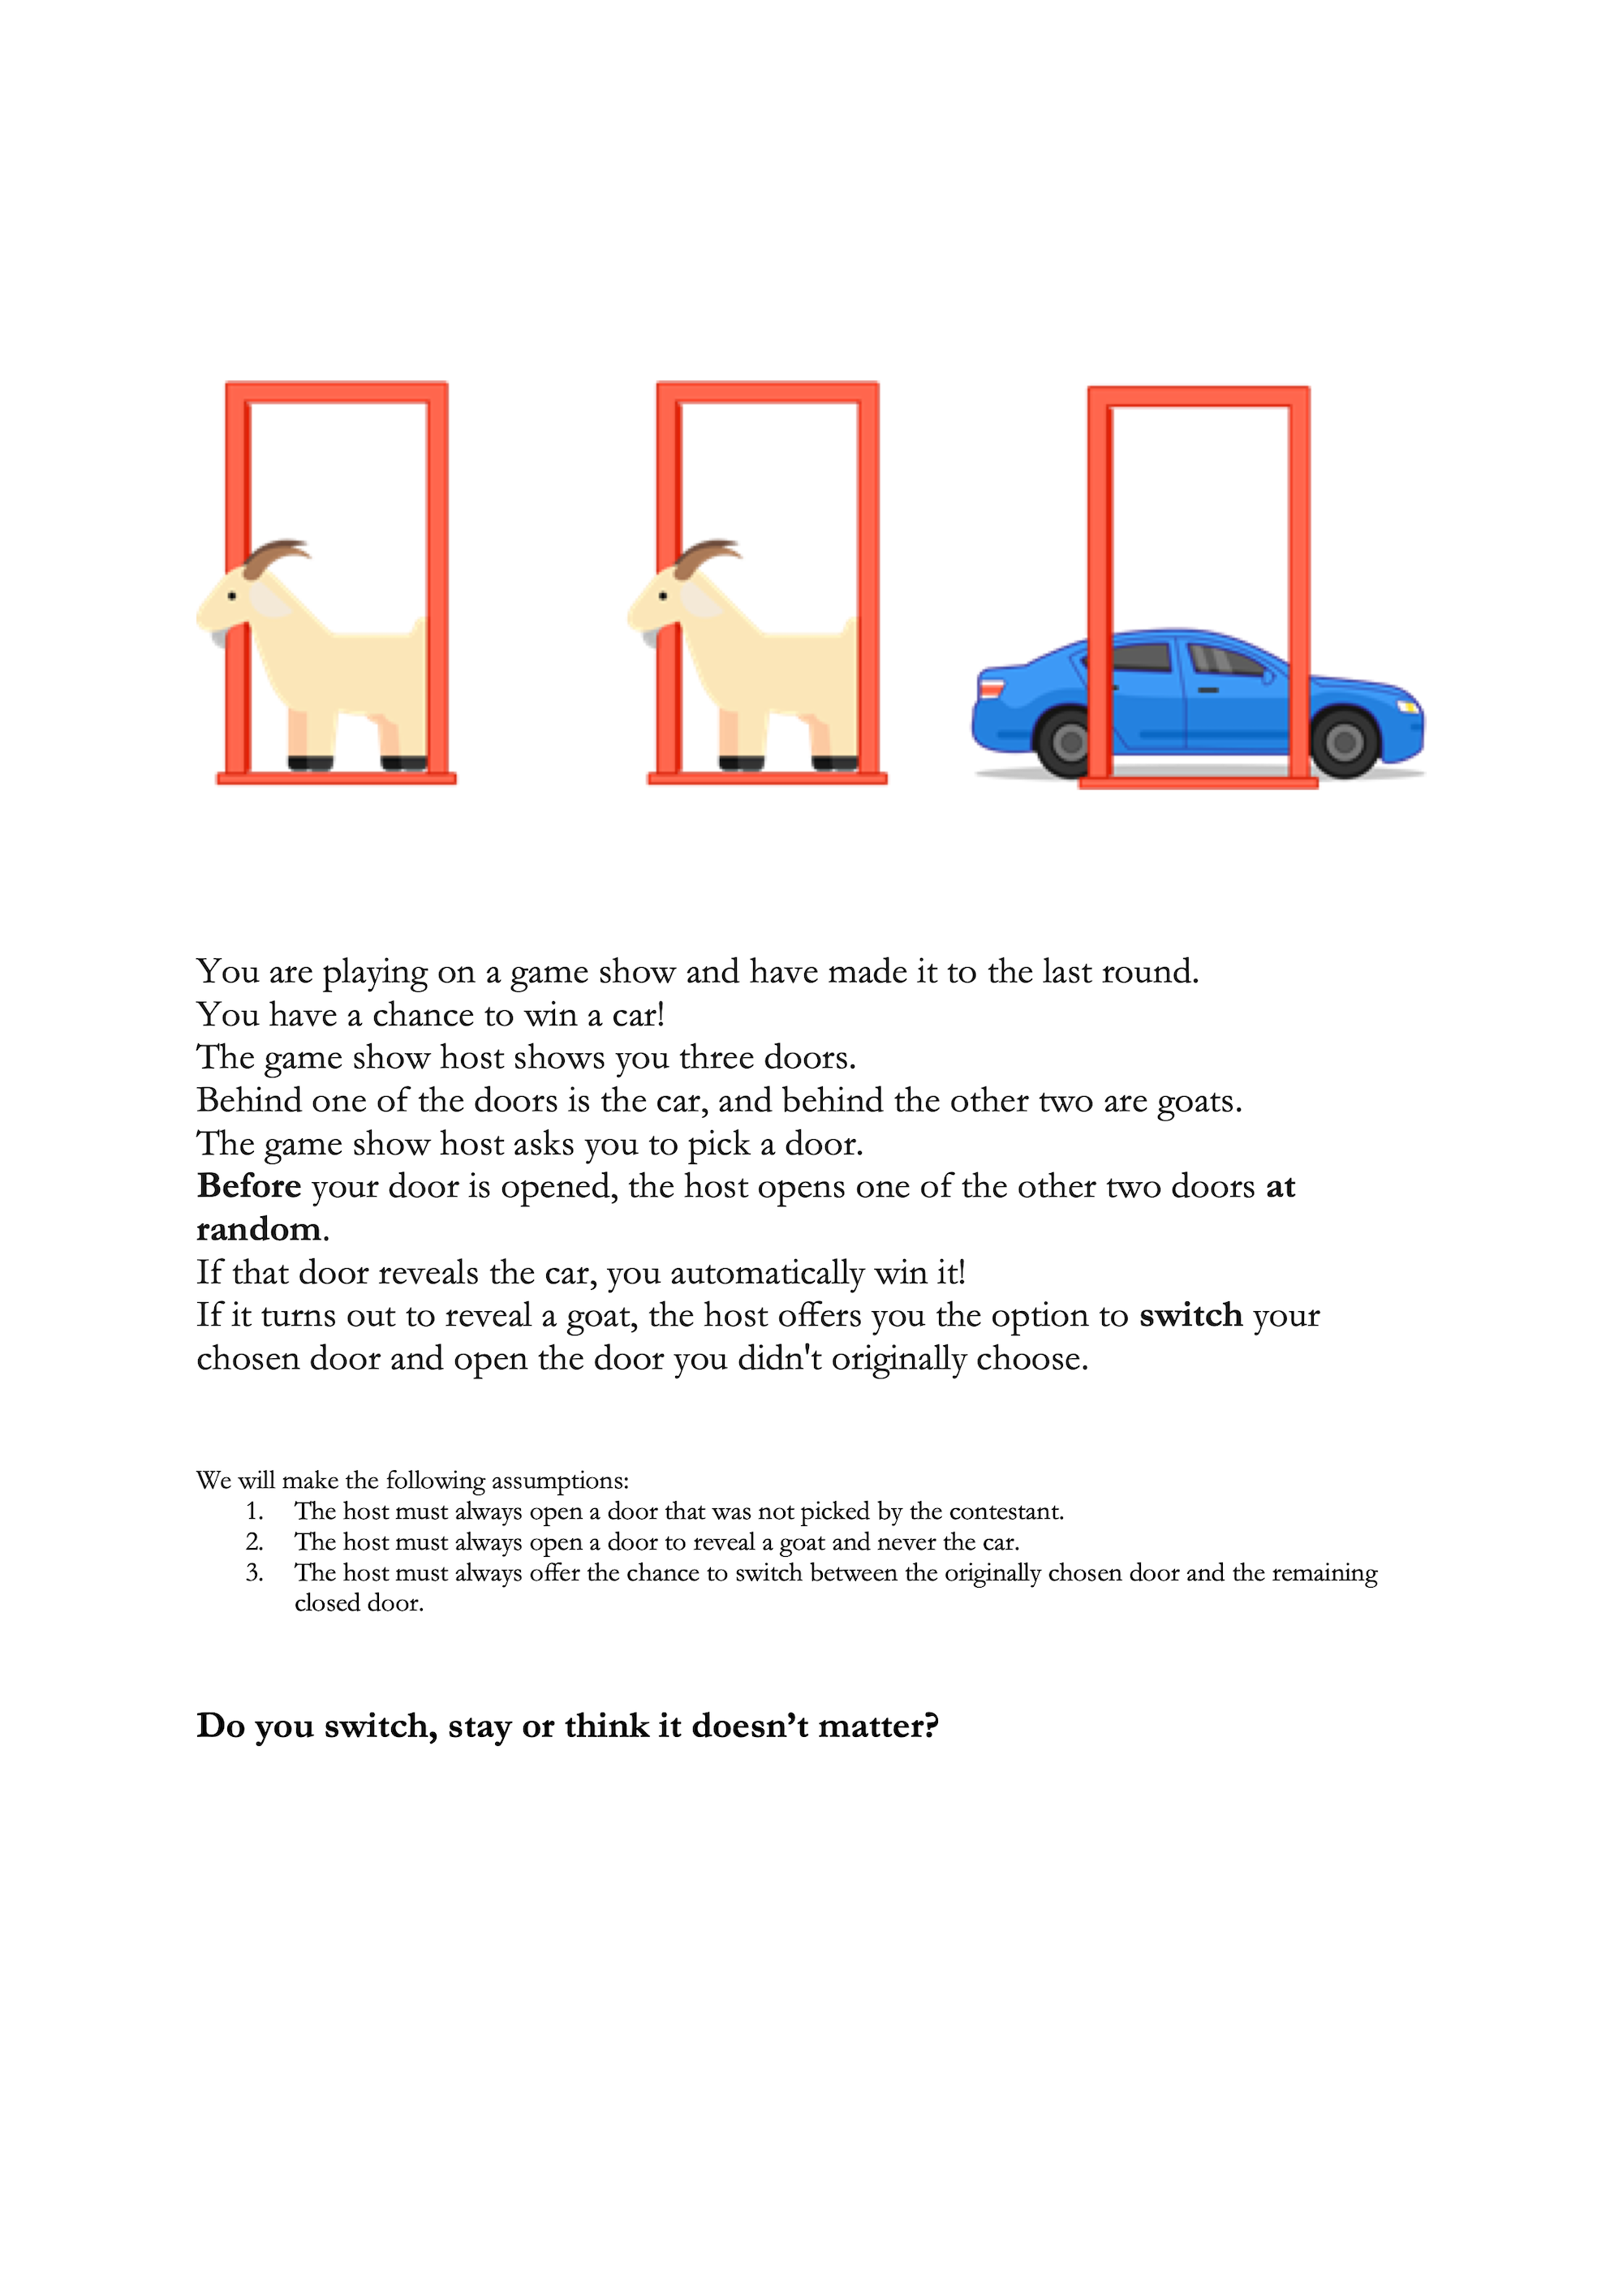 You are playing on a game show and have made it to the last round.
You have a chance to win a car!
The game show host shows you three doors.
Behind one of the doors is the car, and behind the other two are goats.
The game show host asks you to pick a door.
Before your door is opened, the host opens one of the other two doors at
random.
If that door reveals the car, you automatically win it!
If it turns out to reveal a goat, the host offers you the option to switch your
chosen door and open the door you didn't originally choose.
We will make the following assumptions:
1. The host must always open a door that was not picked by the contestant.
2. The host must always open a door to reveal a goat and never the car.
3. The host must always offer the chance to switch between the originally chosen door and the remaining
closed door.
Do you switch, stay or think it doesn’t matter?